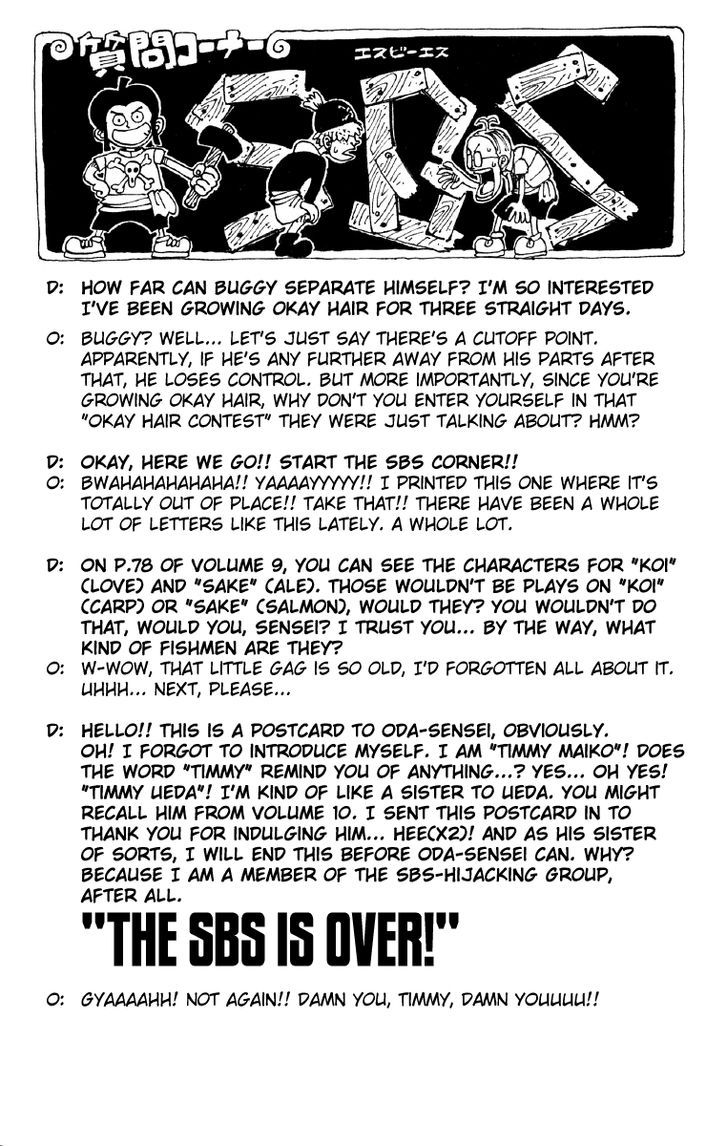 質問コーナー
エスビーエス
SBS
D: HOW FAR CAN BUGGY SEPARATE HIMSELF? I'M SO INTERESTED
I'VE BEEN GROWING OKAY HAIR FOR THREE STRAIGHT DAYS.
O: BUGGY? WELL... LET'S JUST SAY THERE'S A CUTOFF POINT.
APPARENTLY, IF HE'S ANY FURTHER AWAY FROM HIS PARTS AFTER
THAT, HE LOSES CONTROL. BUT MORE IMPORTANTLY, SINCE YOU'RE
GROWING OKAY HAIR, WHY DON'T YOU ENTER YOURSELF IN THAT
"OKAY HAIR CONTEST" THEY WERE JUST TALKING ABOUT? HMM?
D: OKAY, HERE WE GO!! START THE SBS CORNER!!
O: BWAHAHAHAHAHA!! YAAAAYYYYY!! I PRINTED THIS ONE WHERE IT'S
TOTALLY OUT OF PLACE!! TAKE THAT!! THERE HAVE BEEN A WHOLE
LOT OF LETTERS LIKE THIS LATELY. A WHOLE LOT.
D: ON P.78 OF VOLUME 9, YOU CAN SEE THE CHARACTERS FOR "KOI"
(LOVE) AND "SAKE" (ALE). THOSE WOULDN'T BE PLAYS ON "KOI"
(CARP) OR "SAKE" (SALMON), WOULD THEY? YOU WOULDN'T DO
THAT, WOULD YOU, SENSEI? I TRUST YOU... BY THE WAY, WHAT
KIND OF FISHMEN ARE THEY?
O: W-WOW, THAT LITTLE GAG IS SO OLD, I'D FORGOTTEN ALL ABOUT IT.
UHHH... NEXT, PLEASE...
D: HELLO!! THIS IS A POSTCARD TO ODA-SENSEI, OBVIOUSLY.
OH! I FORGOT TO INTRODUCE MYSELF. I AM "TIMMY MAIKO"! DOES
THE WORD "TIMMY" REMIND YOU OF ANYTHING...? YES... OH YES!
"TIMMY UEDA"! I'M KIND OF LIKE A SISTER TO UEDA. YOU MIGHT
RECALL HIM FROM VOLUME 10. I SENT THIS POSTCARD IN TO
THANK YOU FOR INDULGING HIM... HEE(X2)! AND AS HIS SISTER
OF SORTS, I WILL END THIS BEFORE ODA-SENSEI CAN. WHY?
BECAUSE I AM A MEMBER OF THE SBS-HIJACKING GROUP,
AFTER ALL.
"THE SBS IS OVER!"
O: GYAAAAHH! NOT AGAIN!! DAMN YOU, TIMMY, DAMN YOUUUU!!